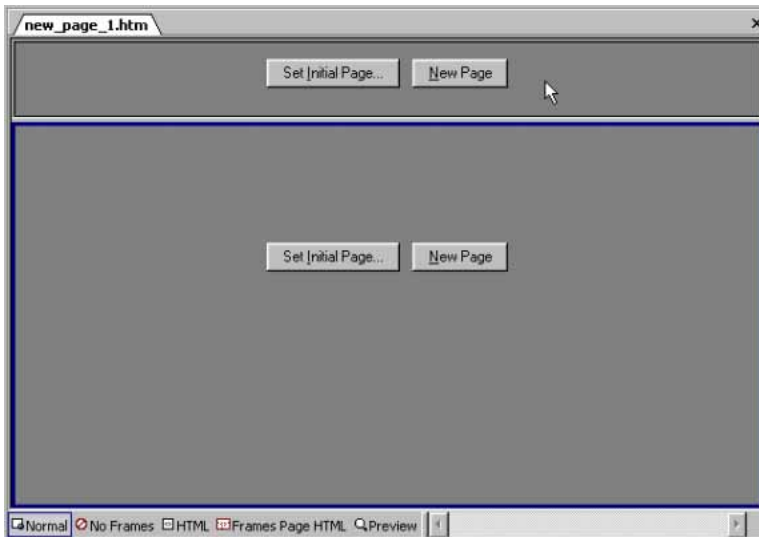 new_page_1.htm
Set Initial Page... New Page
Set Initial Page... New Page
Normal No Frames HTML Frames Page HTML Preview